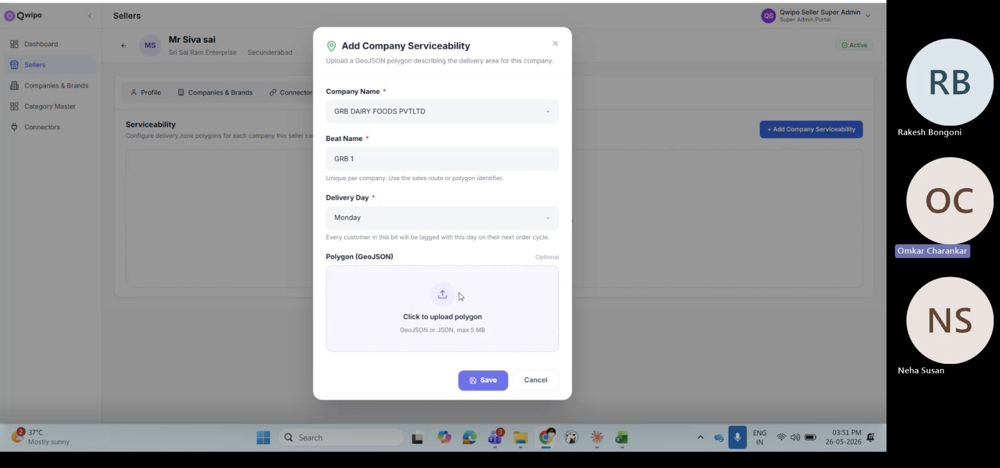 Qwipo
Sellers
QS
Qwipo Seller Super Admin
Super Admin Portal
Dashboard
Sellers
Companies & Brands
Category Master
Connectors
MS
Mr Siva sai
Sri Sai Ram Enterprise · Secunderabad
Active
Profile
Companies & Brands
Connector
Serviceability
Configure delivery zone polygons for each company this seller ca
+ Add Company Serviceability
Add Company Serviceability
Upload a GeoJSON polygon describing the delivery area for this company.
Company Name *
GRB DAIRY FOODS PVTLTD
Beat Name *
GRB 1
Unique per company. Use the sales route or polygon identifier.
Delivery Day *
Monday
Every customer in this bit will be tagged with this day on their next order cycle.
Polygon (GeoJSON)
Optional
Click to upload polygon
GeoJSON or JSON, max 5 MB
Save
Cancel
RB
Rakesh Bongoni
OC
Omkar Charankar
NS
Neha Susan
2
37°C
Mostly sunny
Search
3
ENG
IN
03:51 PM
26-05-2026